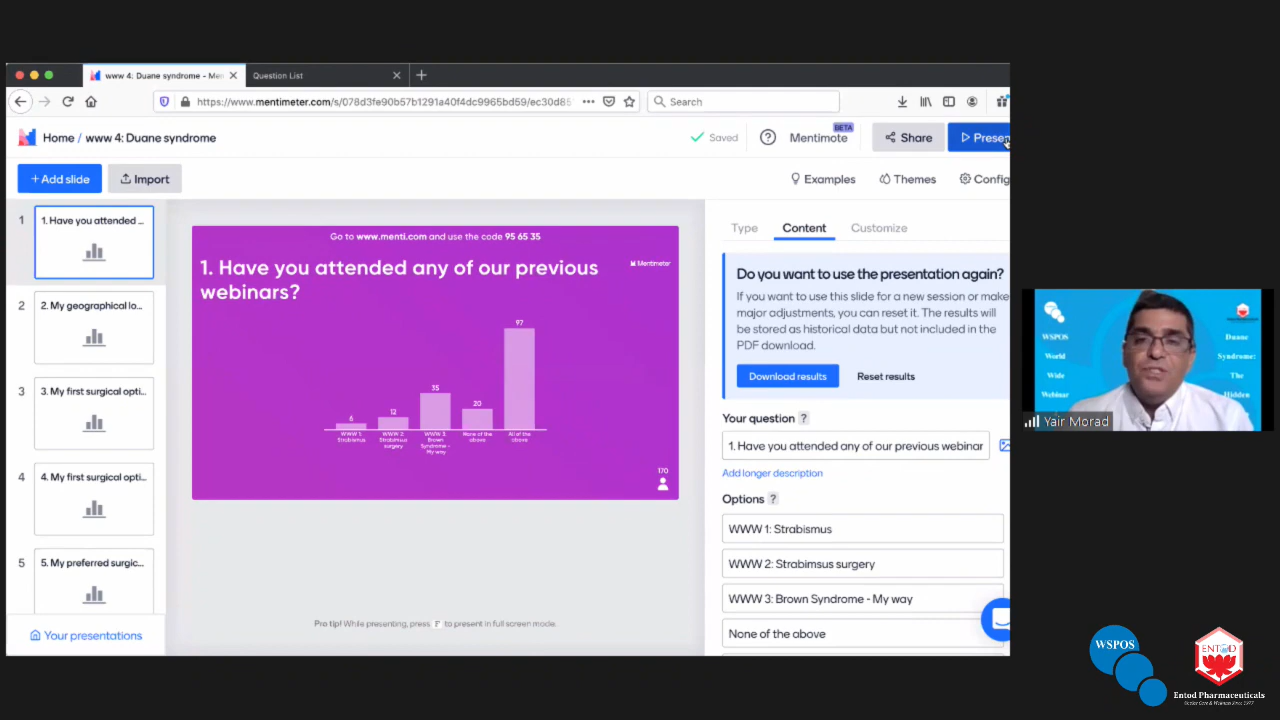 www 4: Duane syndrome - Me
Question List
https://www.mentimeter.com/s/078d3fe90b57b1291a40f4dc9965bd59/ec30d85
Search
Home / www 4: Duane syndrome
Saved
Mentimote
BETA
Share
Presen
+ Add slide
Import
Examples
Themes
Config
1
1. Have you attended ...
2
2. My geographical lo...
3
3. My first surgical opti...
4
4. My first surgical opti...
5
5. My preferred surgic...
Your presentations
Go to www.menti.com and use the code 95 65 35
1. Have you attended any of our previous
webinars?
Mentimeter
6
12
35
20
97
WWW 1:
Strabismus
WWW 2:
Strabimsus
surgery
WWW 3:
Brown
Syndrome -
My way
None of the
above
All of the
above
170
Pro tip! While presenting, press F to present in full screen mode.
Type
Content
Customize
Do you want to use the presentation again?
If you want to use this slide for a new session or make
major adjustments, you can reset it. The results will
be stored as historical data but not included in the
PDF download.
Download results
Reset results
Your question ?
1. Have you attended any of our previous webinar
Add longer description
Options ?
WWW 1: Strabismus
WWW 2: Strabimsus surgery
WWW 3: Brown Syndrome - My way
None of the above
WSPOS
World
Wide
Webinar
Duane
Syndrome:
The
Hidden
Yair Morad
WSPOS
ENTOD
Entod Pharmaceuticals